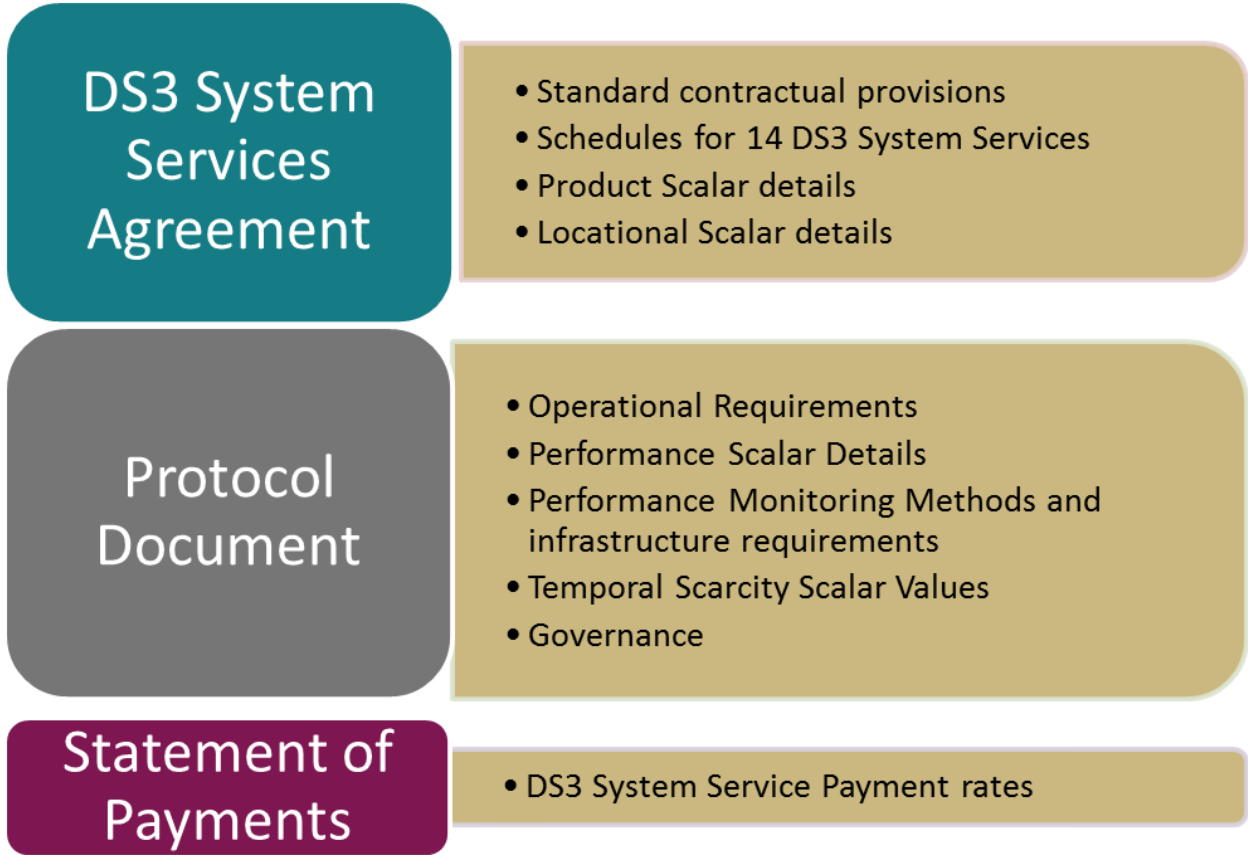 DS3 System
Services
Agreement
• Standard contractual provisions
• Schedules for 14 DS3 System Services
• Product Scalar details
• Locational Scalar details
Protocol
Document
• Operational Requirements
• Performance Scalar Details
• Performance Monitoring Methods and
infrastructure requirements
• Temporal Scarcity Scalar Values
• Governance
Statement of
Payments
• DS3 System Service Payment rates